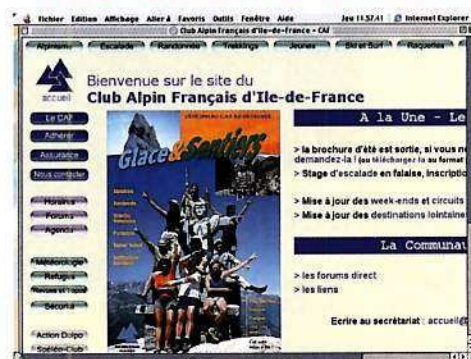 Fichier Edition Affichage Aller à Favoris Outils Fenêtre Aide Jeu 11.57.41 Internet Explorer
Club Alpin Français d'Ile-de-France - CAF
Alpinisme Escalade Randonnée Trekkings Jeunes Ski et Surf Raquettes
accueil
Bienvenue sur le site du
Club Alpin Français d'Ile-de-France
Le CAF
Adhérer
Assurance
Nous contacter
Horaires
Forums
Agenda
Météorologie
Refuges
Revues et Topos
Sécurité
Action Dulpo
Spéléo-Club
Glace & Sentiers
A la Une - Le
> la brochure d'été est sortie, si vous n
demandez-la ! (ou téléchargez la au format
> Stage d'escalade en falaise, inscriptio
> Mise à jour des week-ends et circuits
> Mise à jour des destinations lointaine
La Communau
> les forums direct
> les liens
Ecrire au secrétariat : accueil@